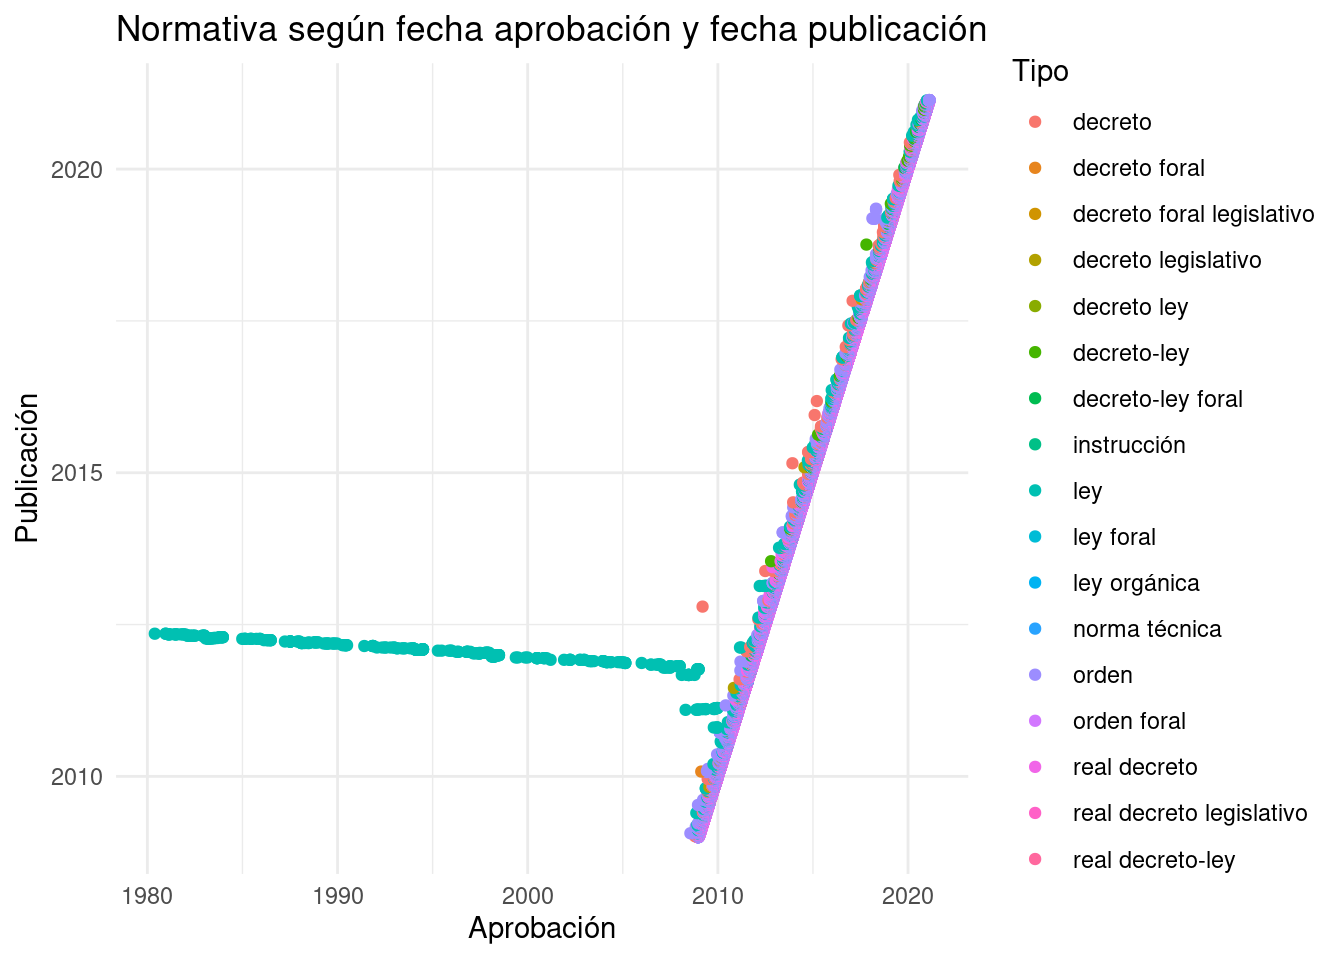 Normativa según fecha aprobación y fecha publicación
Tipo
decreto
decreto foral
decreto foral legislativo
decreto legislativo
decreto ley
decreto-ley
decreto-ley foral
instrucción
ley
ley foral
ley orgánica
norma técnica
orden
orden foral
real decreto
real decreto legislativo
real decreto-ley
Publicación
2020
2015
2010
1980 1990 2000 2010 2020
Aprobación